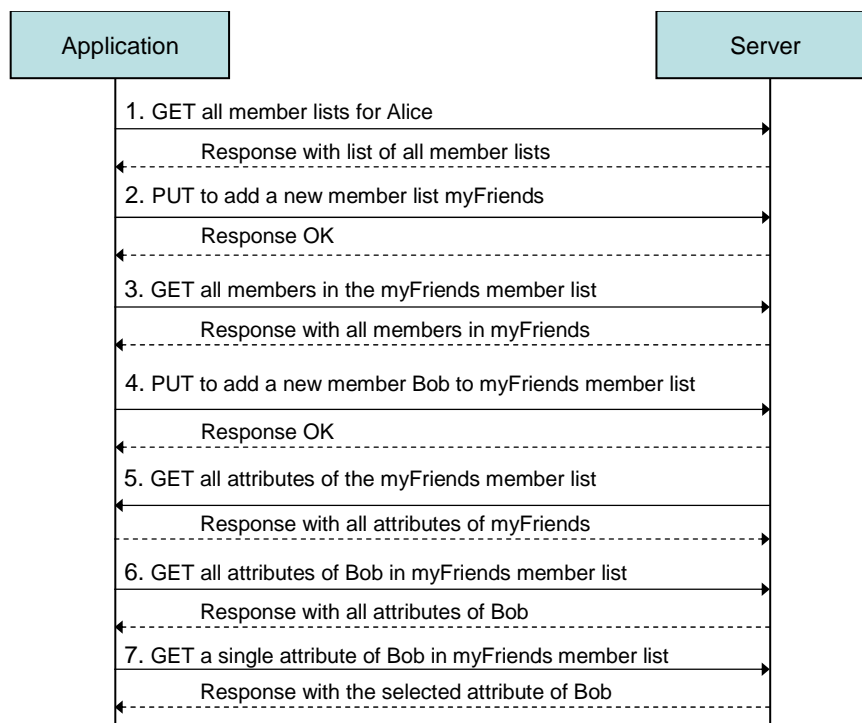 Application
Server
1. GET all member lists for Alice
Response with list of all member lists
2. PUT to add a new member list myFriends
Response OK
3. GET all members in the myFriends member list
Response with all members in myFriends
4. PUT to add a new member Bob to myFriends member list
Response OK
5. GET all attributes of the myFriends member list
Response with all attributes of myFriends
6. GET all attributes of Bob in myFriends member list
Response with all attributes of Bob
7. GET a single attribute of Bob in myFriends member list
Response with the selected attribute of Bob